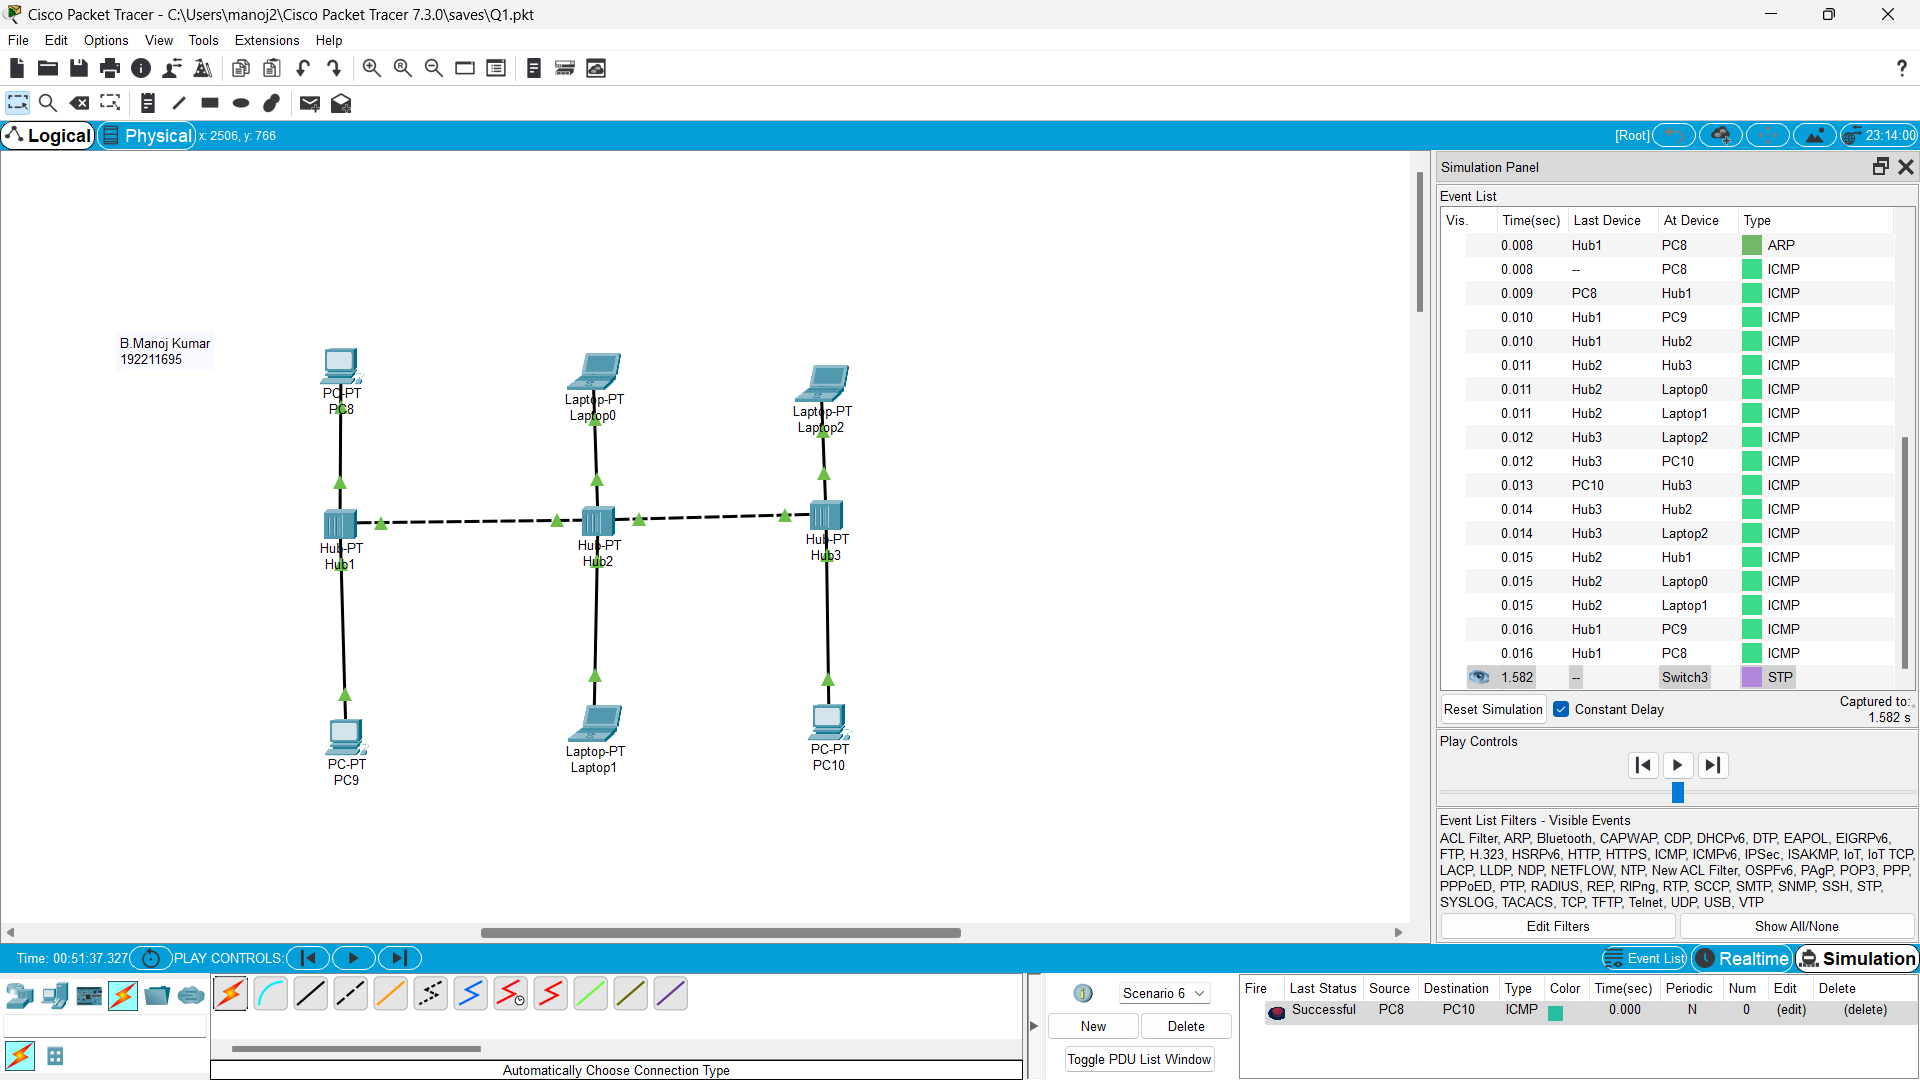 Cisco Packet Tracer - C:\Users\manoj2\Cisco Packet Tracer 7.3.0\saves\Q1.pkt
File Edit Options View Tools Extensions Help
Logical Physical x: 2506, y: 766 [Root] 23:14:00
Simulation Panel
Event List
Vis. Time(sec) Last Device At Device Type
0.008 Hub1 PC8 ARP
0.008 -- PC8 ICMP
0.009 PC8 Hub1 ICMP
0.010 Hub1 PC9 ICMP
0.010 Hub1 Hub2 ICMP
0.011 Hub2 Hub3 ICMP
0.011 Hub2 Laptop0 ICMP
0.011 Hub2 Laptop1 ICMP
0.012 Hub3 Laptop2 ICMP
0.012 Hub3 PC10 ICMP
0.013 PC10 Hub3 ICMP
0.014 Hub3 Hub2 ICMP
0.014 Hub3 Laptop2 ICMP
0.015 Hub2 Hub1 ICMP
0.015 Hub2 Laptop0 ICMP
0.015 Hub2 Laptop1 ICMP
0.016 Hub1 PC9 ICMP
0.016 Hub1 PC8 ICMP
1.582 -- Switch3 STP
Reset Simulation Constant Delay Captured to:
1.582 s
Play Controls
Event List Filters - Visible Events
ACL Filter, ARP, Bluetooth, CAPWAP, CDP, DHCPv6, DTP, EAPOL, EIGRPv6,
FTP, H.323, HSRPv6, HTTP, HTTPS, ICMP, ICMPv6, IPSec, ISAKMP, IoT, IoT TCP,
LACP, LLDP, NDP, NETFLOW, NTP, New ACL Filter, OSPFv6, PAgP, POP3, PPP,
PPPoED, PTP, RADIUS, REP, RIPng, RTP, SCCP, SMTP, SNMP, SSH, STP,
SYSLOG, TACACS, TCP, TFTP, Telnet, UDP, USB, VTP
Edit Filters Show All/None
B.Manoj Kumar
192211695
PC-PT
PC8
Laptop-PT
Laptop0
Laptop-PT
Laptop2
Hub-PT
Hub1
Hub-PT
Hub2
Hub-PT
Hub3
PC-PT
PC9
Laptop-PT
Laptop1
PC-PT
PC10
Time: 00:51:37.327 PLAY CONTROLS: Event List Realtime Simulation
Scenario 6
New Delete
Toggle PDU List Window
Fire Last Status Source Destination Type Color Time(sec) Periodic Num Edit Delete
Successful PC8 PC10 ICMP 0.000 N 0 (edit) (delete)
Automatically Choose Connection Type